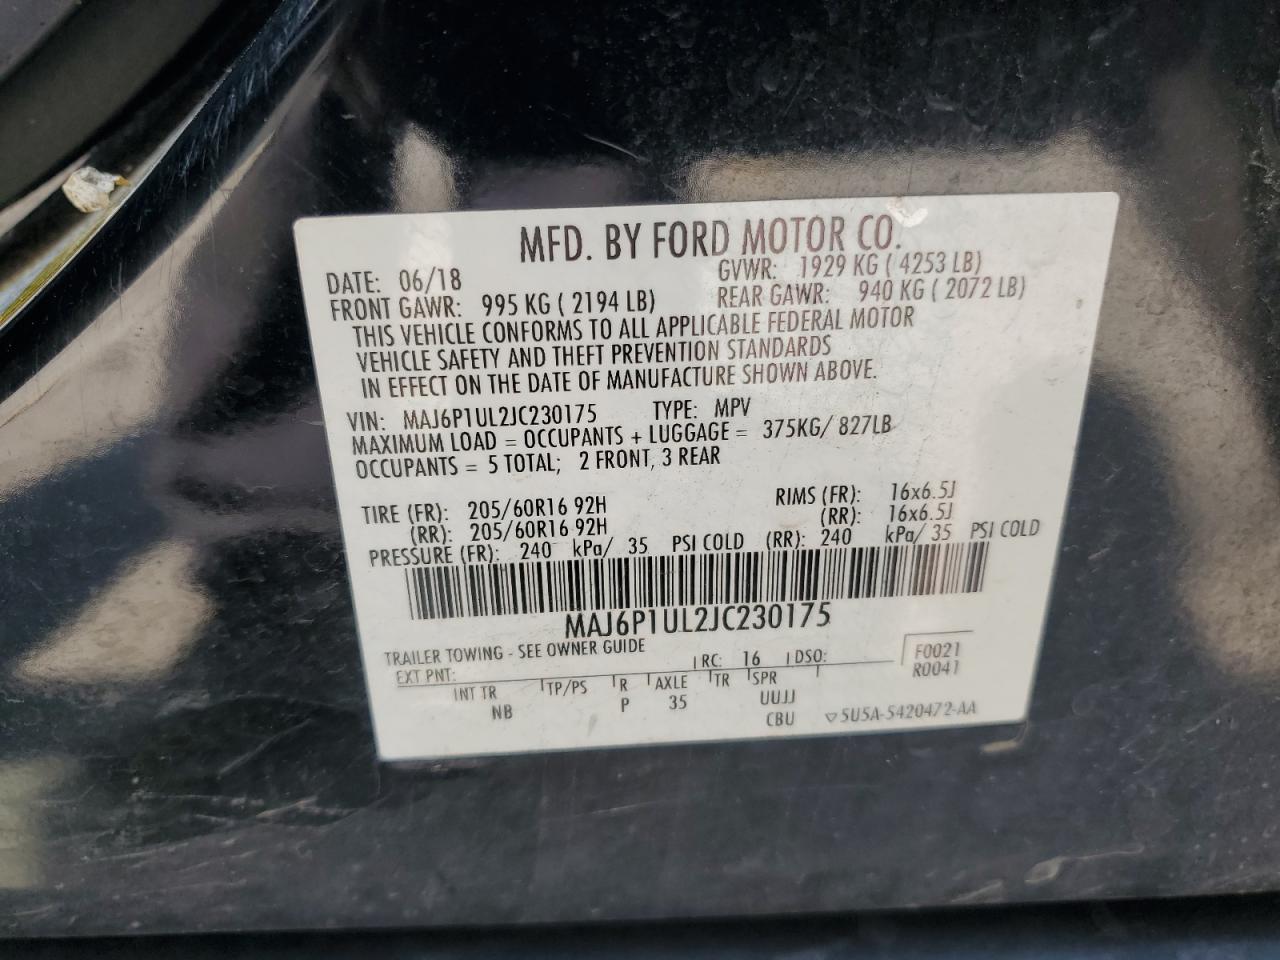 MFD. BY FORD MOTOR CO.
DATE: 06/18 GVWR: 1929 KG ( 4253 LB)
FRONT GAWR: 995 KG ( 2194 LB) REAR GAWR: 940 KG ( 2072 LB)
THIS VEHICLE CONFORMS TO ALL APPLICABLE FEDERAL MOTOR
VEHICLE SAFETY AND THEFT PREVENTION STANDARDS
IN EFFECT ON THE DATE OF MANUFACTURE SHOWN ABOVE.
VIN: MAJ6P1UL2JC230175 TYPE: MPV
MAXIMUM LOAD = OCCUPANTS + LUGGAGE = 375KG/ 827LB
OCCUPANTS = 5 TOTAL; 2 FRONT, 3 REAR
TIRE (FR): 205/60R16 92H RIMS (FR): 16x6.5J
(RR): 205/60R16 92H (RR): 16x6.5J
PRESSURE (FR): 240 kPa/ 35 PSI COLD (RR): 240 kPa/ 35 PSI COLD
MAJ6P1UL2JC230175
TRAILER TOWING - SEE OWNER GUIDE
EXT PNT: RC: 16 DSO: F0021
R0041
INT TR TP/PS R AXLE TR SPR
NB P 35 UUJJ
CBU 5U5A-5420472-AA